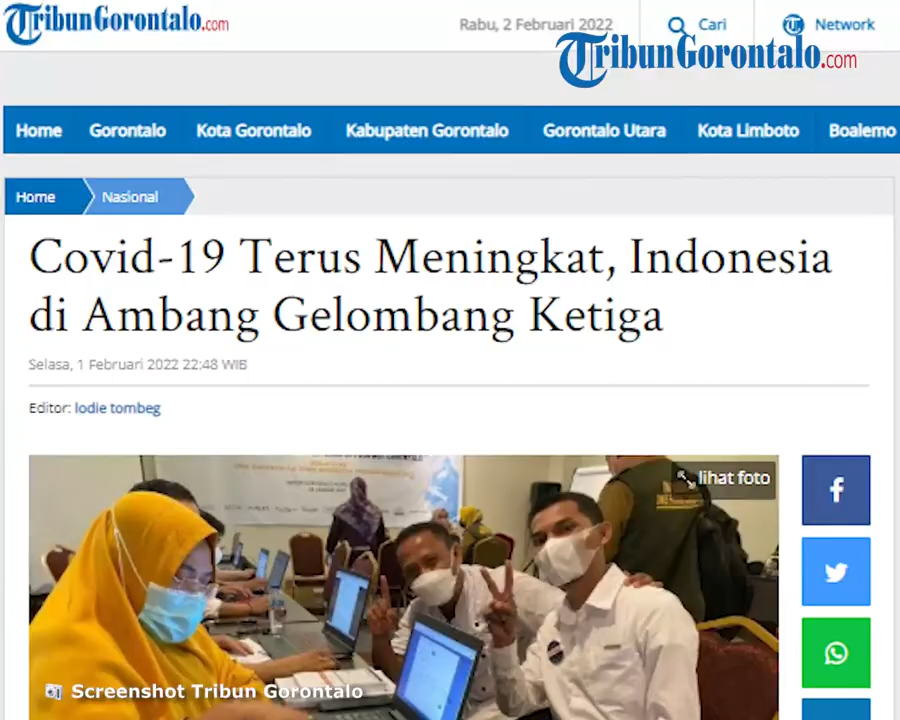 TribunGorontalo.com
Rabu, 2 Februari 2022
Cari
Network
TribunGorontalo.com
Home Gorontalo Kota Gorontalo Kabupaten Gorontalo Gorontalo Utara Kota Limboto Boalemo
Home Nasional
Covid-19 Terus Meningkat, Indonesia
di Ambang Gelombang Ketiga
Selasa, 1 Februari 2022 22:48 WIB
Editor: lodie tombeg
lihat foto
Screenshot Tribun Gorontalo